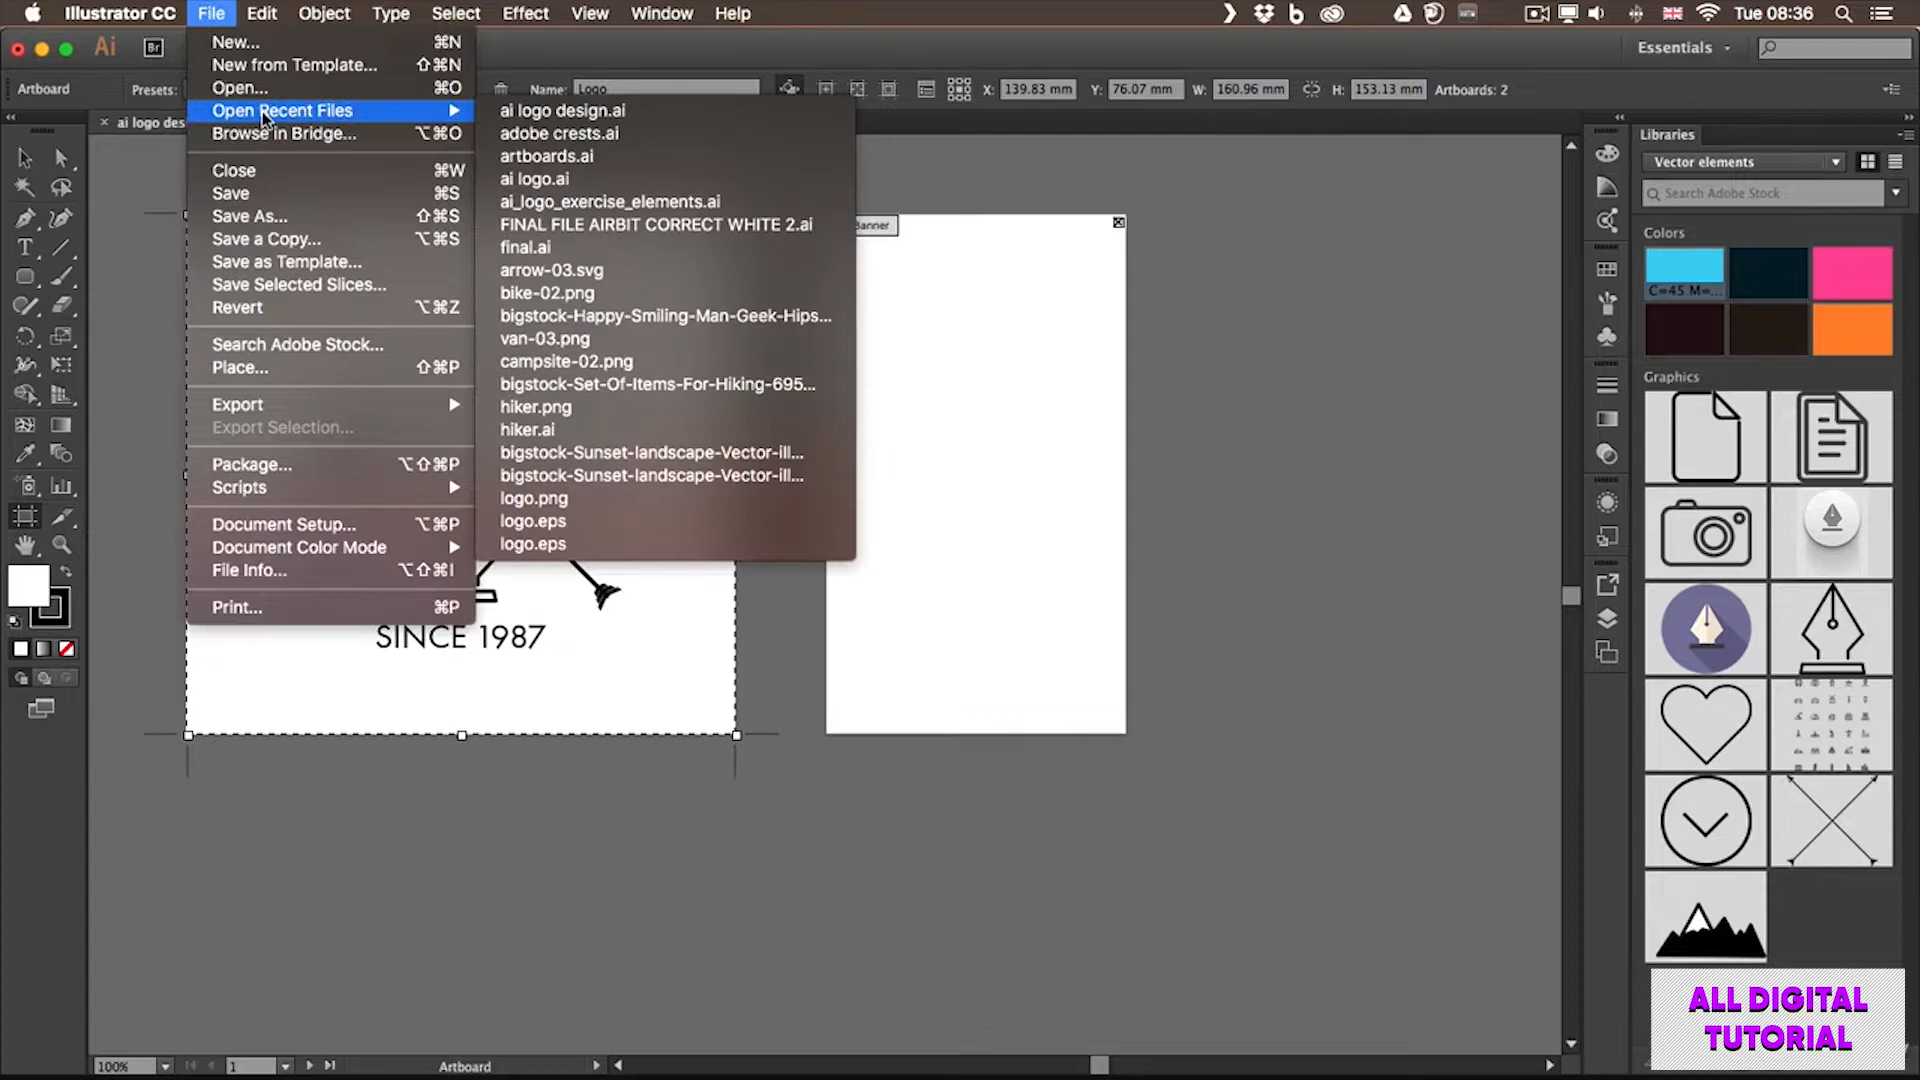 Illustrator CC File Edit Object Type Select Effect View Window Help Tue 08:36
Ai Br Essentials
Artboard Presets: Name: Logo X: 139.83 mm Y: 76.07 mm W: 160.96 mm H: 153.13 mm Artboards: 2
× ai logo des
New... ⌘N
New from Template... ⇧⌘N
Open... ⌘O
Open Recent Files
Browse in Bridge... ⌥⌘O
Close ⌘W
Save ⌘S
Save As... ⇧⌘S
Save a Copy... ⌥⌘S
Save as Template...
Save Selected Slices...
Revert ⌥⌘Z
Search Adobe Stock...
Place... ⇧⌘P
Export
Export Selection...
Package... ⌥⇧⌘P
Scripts
Document Setup... ⌥⌘P
Document Color Mode
File Info... ⌥⇧⌘I
Print... ⌘P
ai logo design.ai
adobe crests.ai
artboards.ai
ai logo.ai
ai_logo_exercise_elements.ai
FINAL FILE AIRBIT CORRECT WHITE 2.ai
final.ai
arrow-03.svg
bike-02.png
bigstock-Happy-Smiling-Man-Geek-Hips...
van-03.png
campsite-02.png
bigstock-Set-Of-Items-For-Hiking-695...
hiker.png
hiker.ai
bigstock-Sunset-landscape-Vector-ill...
bigstock-Sunset-landscape-Vector-ill...
logo.png
logo.eps
logo.eps
Banner
SINCE 1987
Libraries
Vector elements
Search Adobe Stock
Colors
C=45 M=...
Graphics
ALL DIGITAL
TUTORIAL
100% 1 Artboard